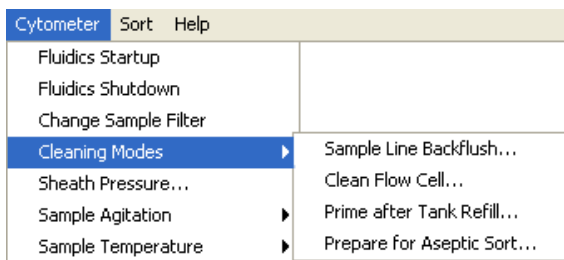 Cytometer Sort Help
Fluidics Startup
Fluidics Shutdown
Change Sample Filter
Cleaning Modes
Sheath Pressure...
Sample Agitation
Sample Temperature
Sample Line Backflush...
Clean Flow Cell...
Prime after Tank Refill...
Prepare for Aseptic Sort...